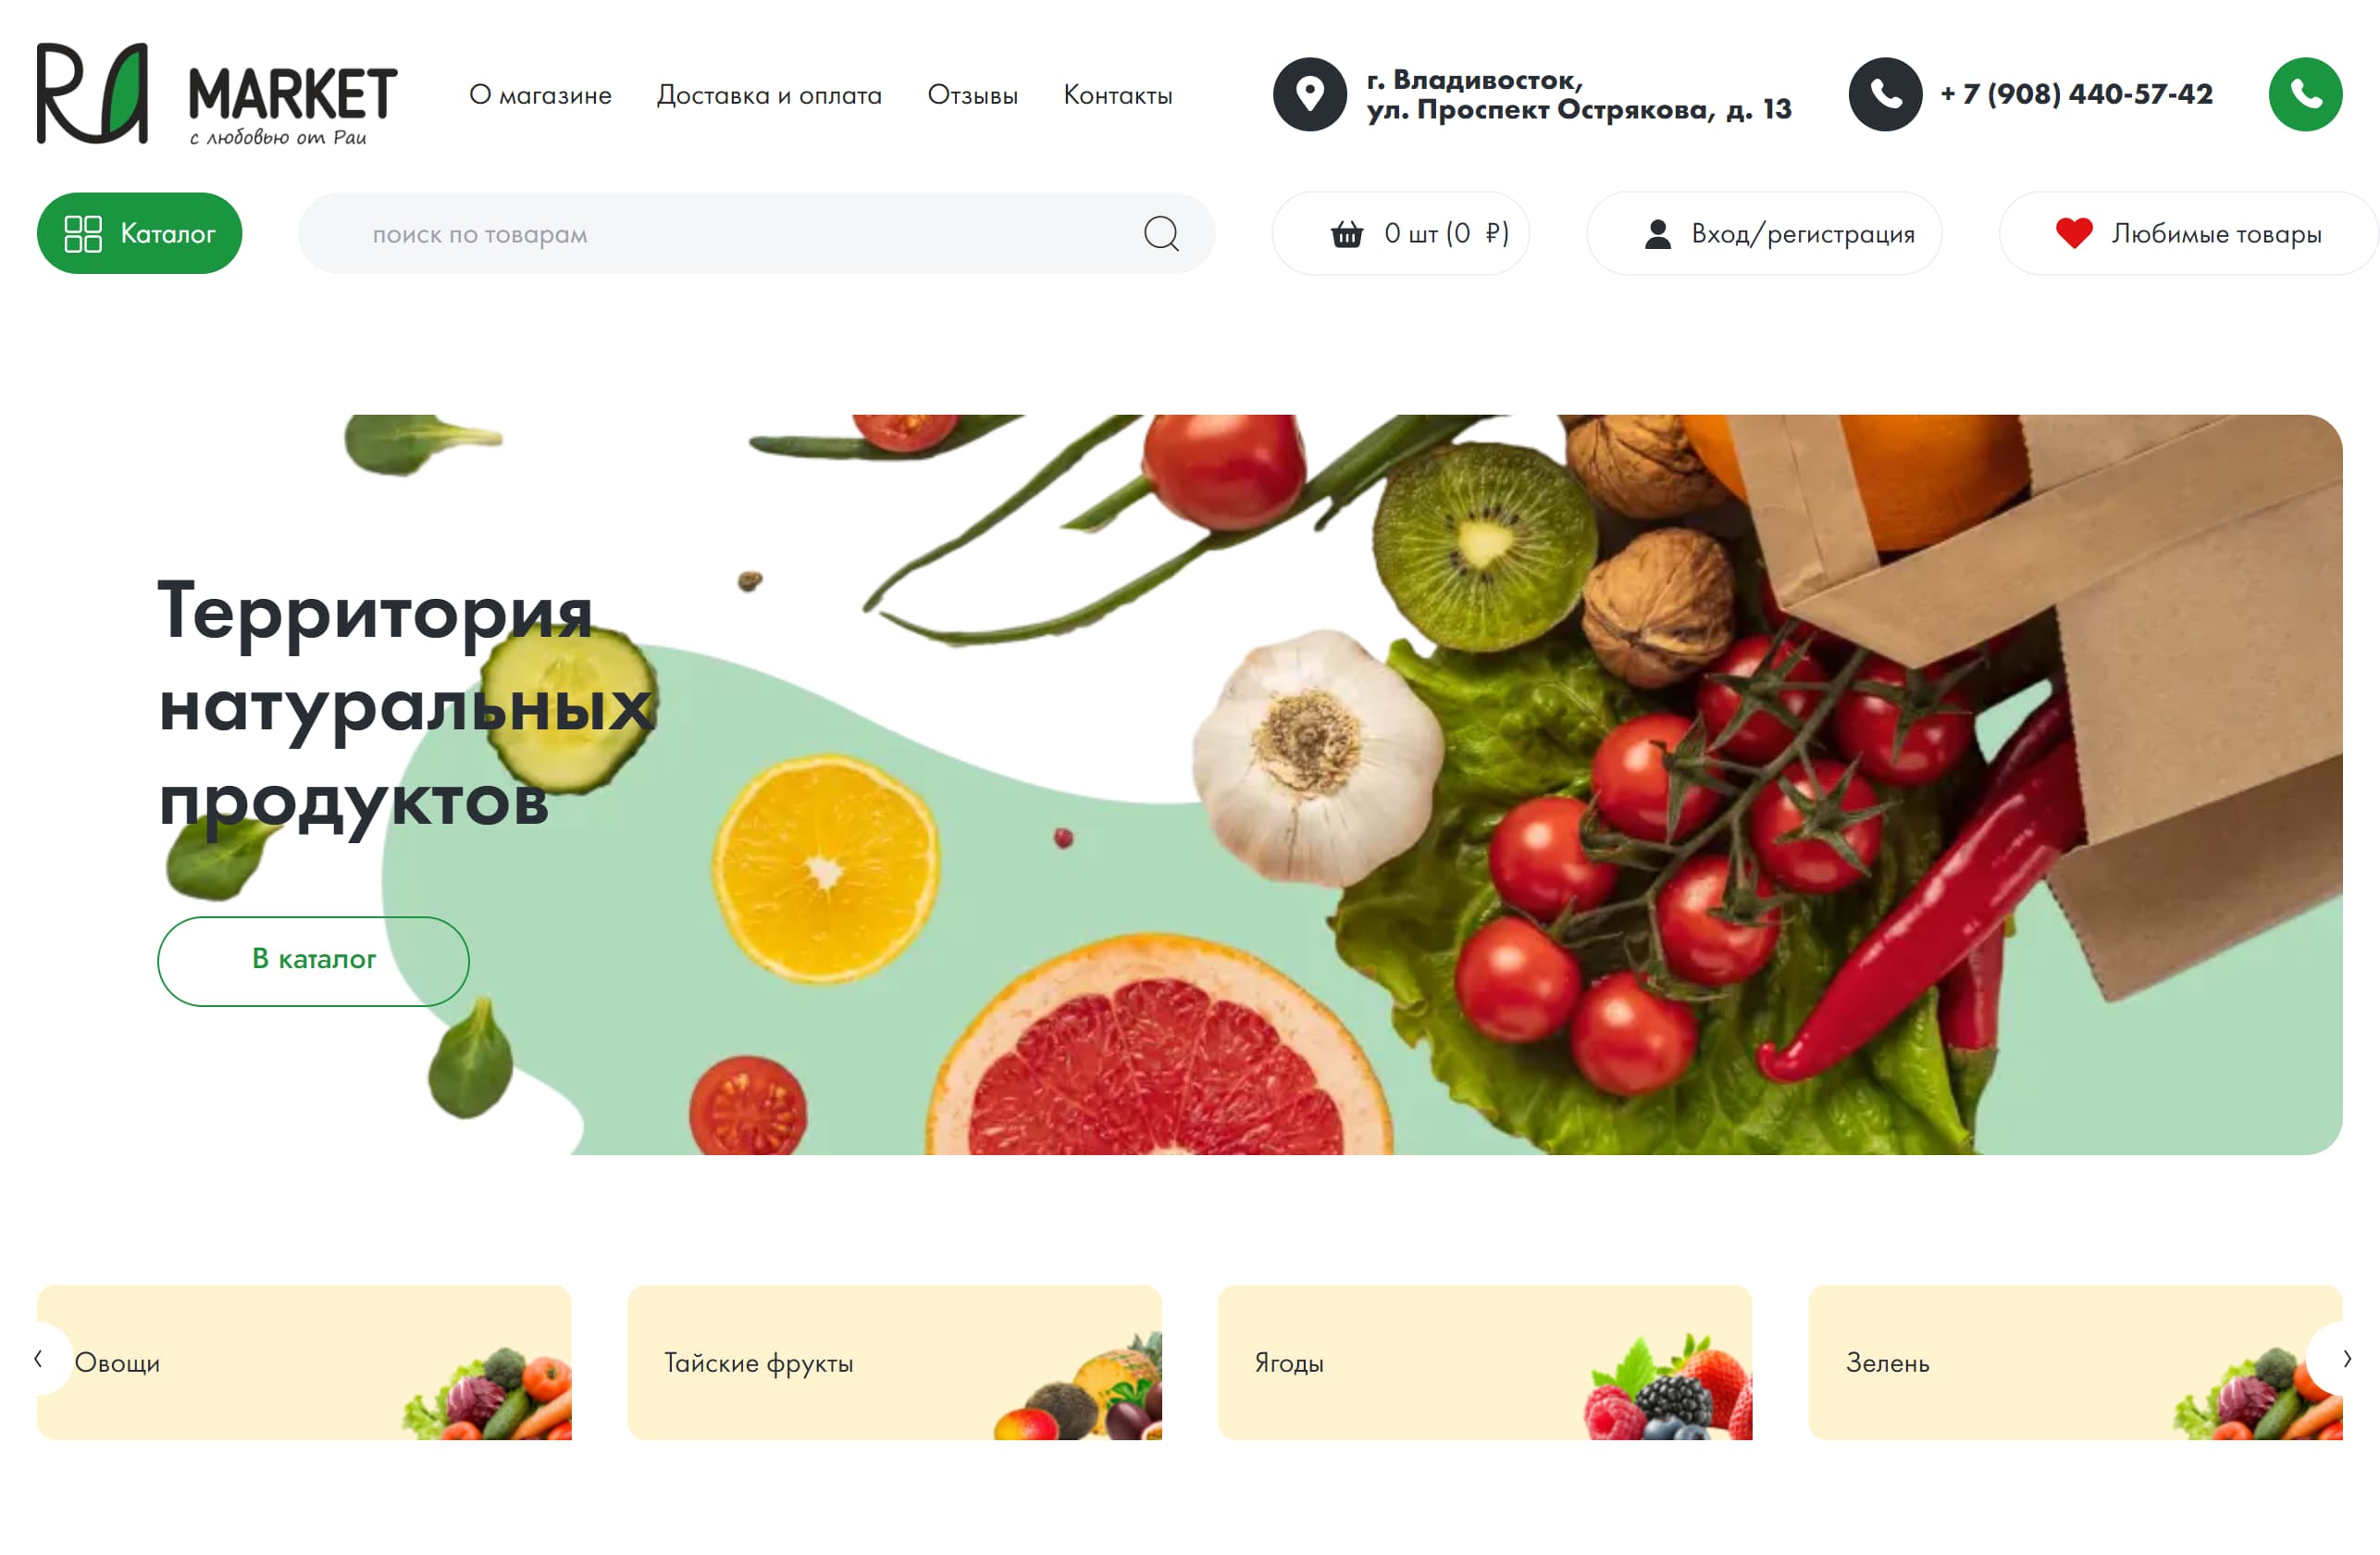 RA MARKET
с любовью от Раи
О магазине
Доставка и оплата
Отзывы
Контакты
г. Владивосток,
ул. Проспект Острякова, д. 13
+ 7 (908) 440-57-42
Каталог
поиск по товарам
0 шт (0 ₽)
Вход/регистрация
Любимые товары
Территория
натуральных
продуктов
В каталог
Овощи
Тайские фрукты
Ягоды
Зелень